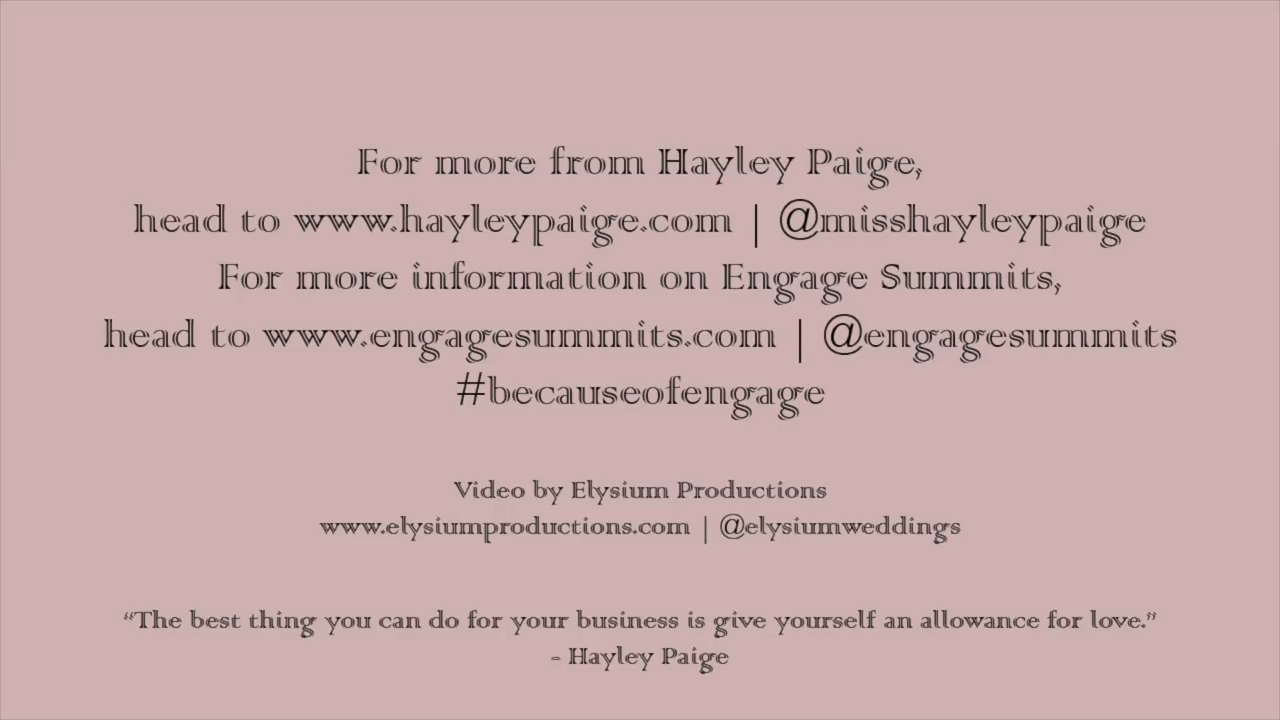 For more from Hayley Paige,
head to www.hayleypaige.com | @misshayleypaige
For more information on Engage Summits,
head to www.engagesummits.com | @engagesummits
#becauseofengage
Video by Elysium Productions
www.elysiumproductions.com | @elysiumweddings
“The best thing you can do for your business is give yourself an allowance for love.”
- Hayley Paige